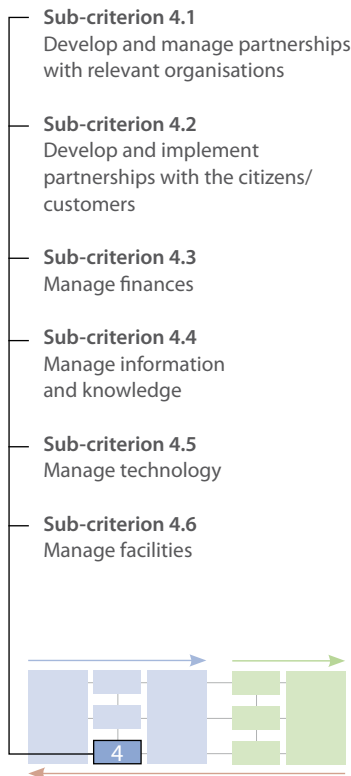 Sub-criterion 4.1
Develop and manage partnerships
with relevant organisations
Sub-criterion 4.2
Develop and implement
partnerships with the citizens/
customers
Sub-criterion 4.3
Manage finances
Sub-criterion 4.4
Manage information
and knowledge
Sub-criterion 4.5
Manage technology
Sub-criterion 4.6
Manage facilities
4